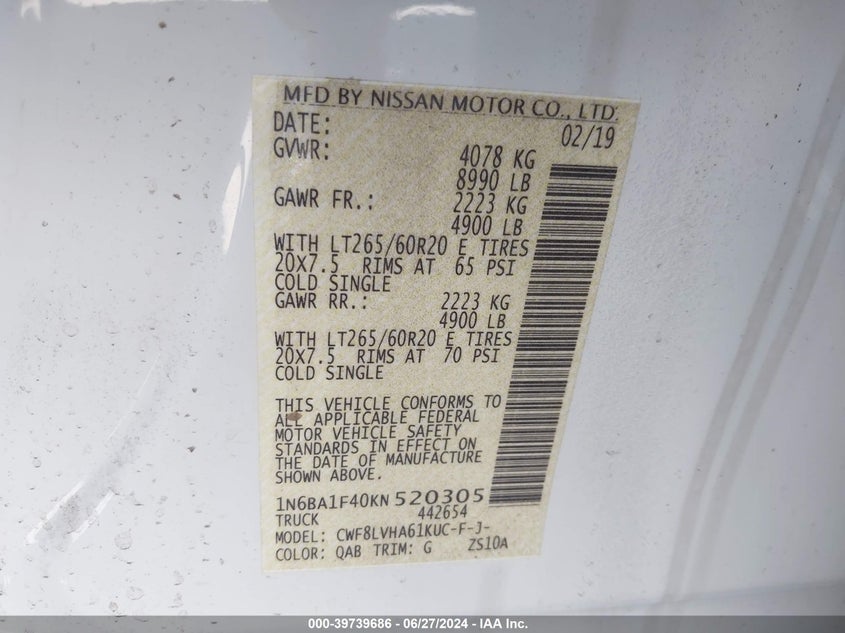 MFD BY NISSAN MOTOR CO., LTD.
DATE: 02/19
GVWR: 4078 KG
8990 LB
GAWR FR.: 2223 KG
4900 LB
WITH LT265/60R20 E TIRES
20X7.5 RIMS AT 65 PSI
COLD SINGLE
GAWR RR.: 2223 KG
4900 LB
WITH LT265/60R20 E TIRES
20X7.5 RIMS AT 70 PSI
COLD SINGLE
THIS VEHICLE CONFORMS TO
ALL APPLICABLE FEDERAL
MOTOR VEHICLE SAFETY
STANDARDS IN EFFECT ON
THE DATE OF MANUFACTURE
SHOWN ABOVE.
1N6BA1F40KN520305
TRUCK 442654
MODEL: CWF8LVHA61KUC-F-J-
COLOR: QAB TRIM: G ZS10A
000-39739686 - 06/27/2024 - IAA Inc.